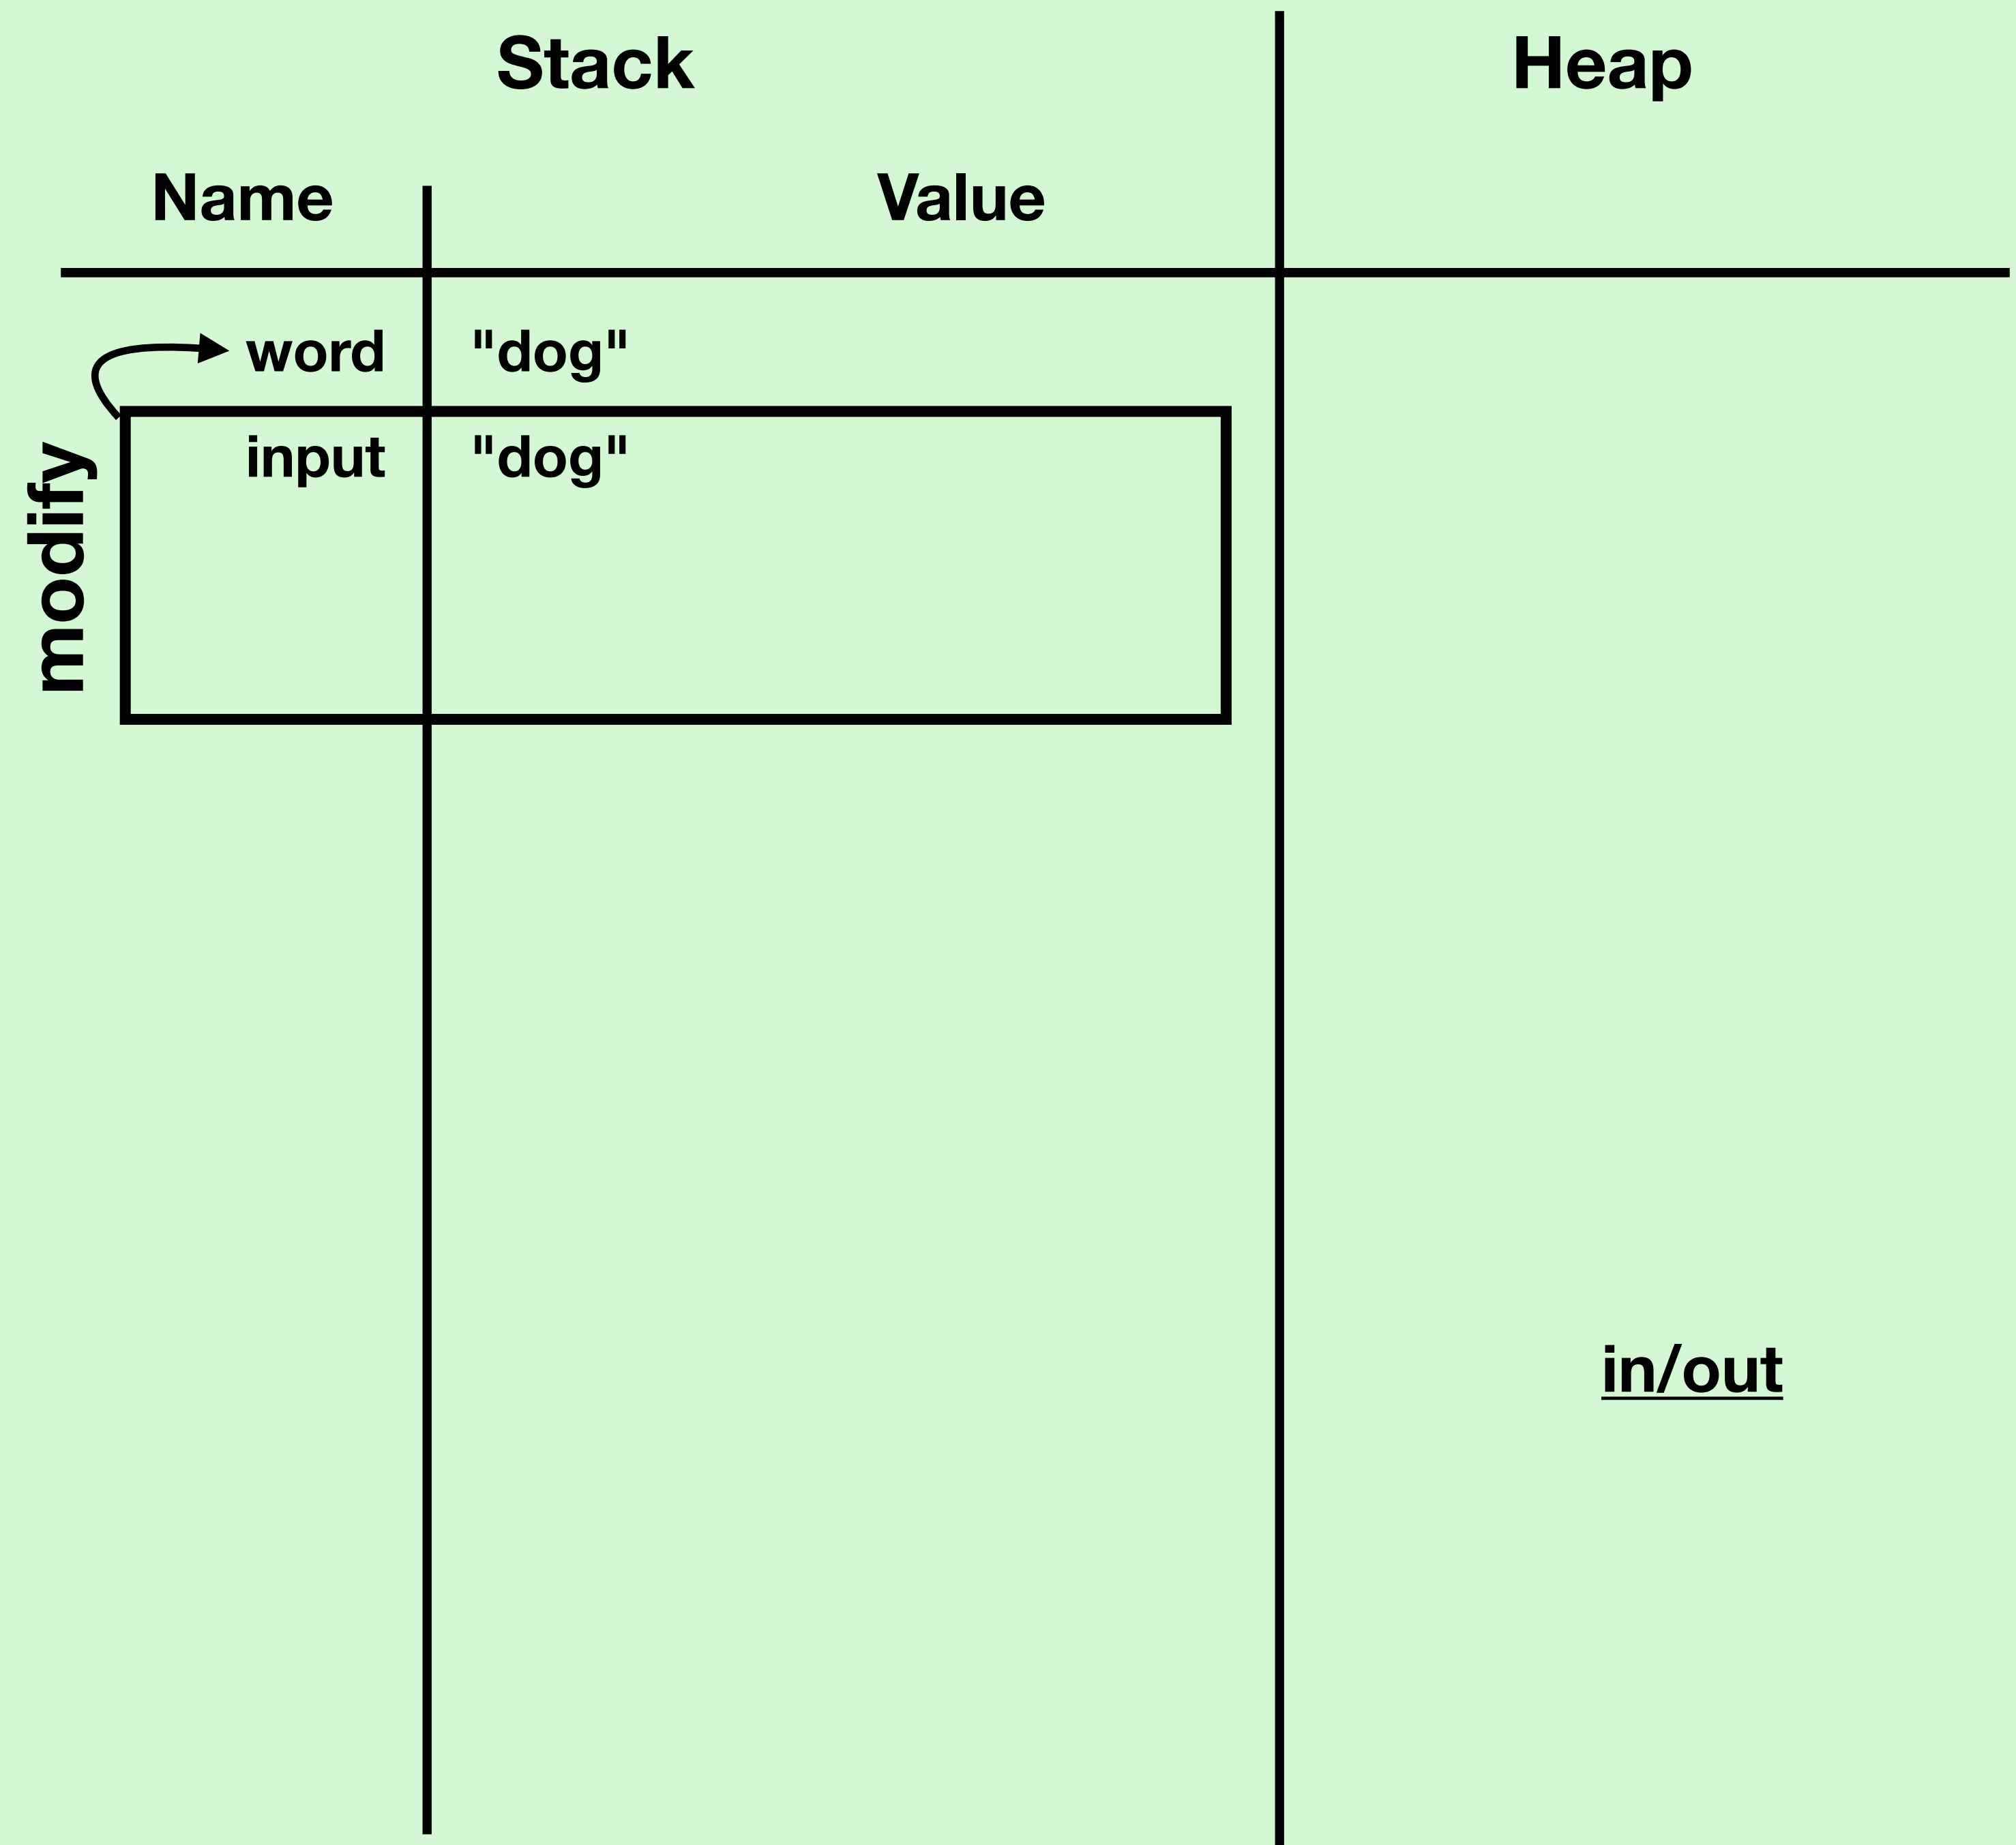 Stack Heap
Name Value
word "dog"
input "dog"
modify
in/out